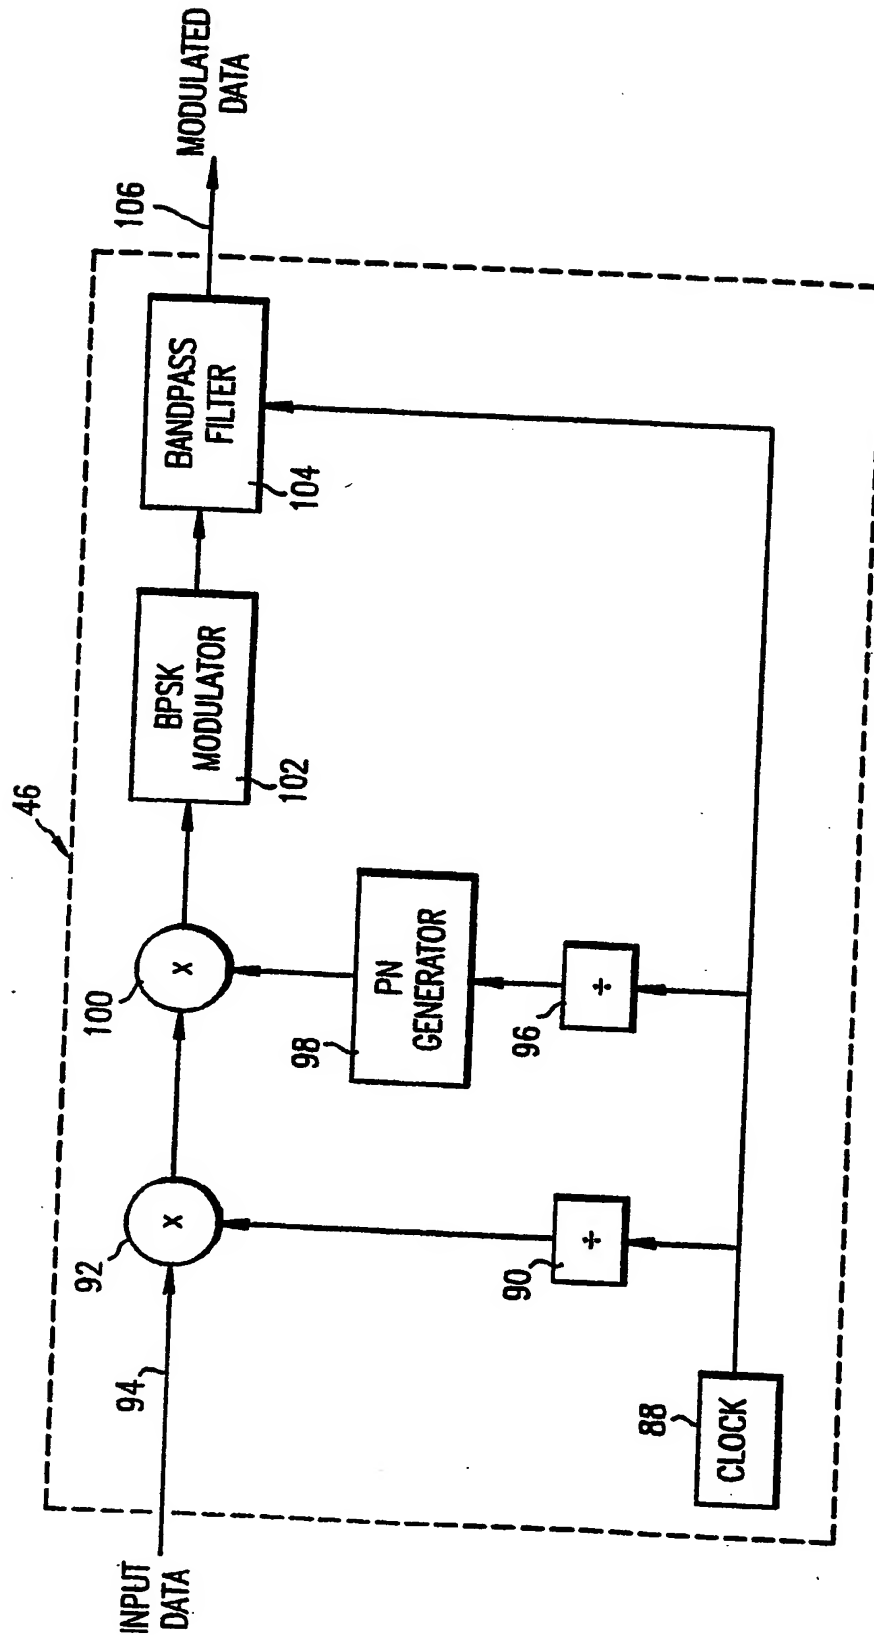 46
INPUT
DATA
94
92
X
100
X
BPSK
MODULATOR
102
BANDPASS
FILTER
104
106
MODULATED
DATA
98
PN
GENERATOR
90
÷
96
÷
88
CLOCK